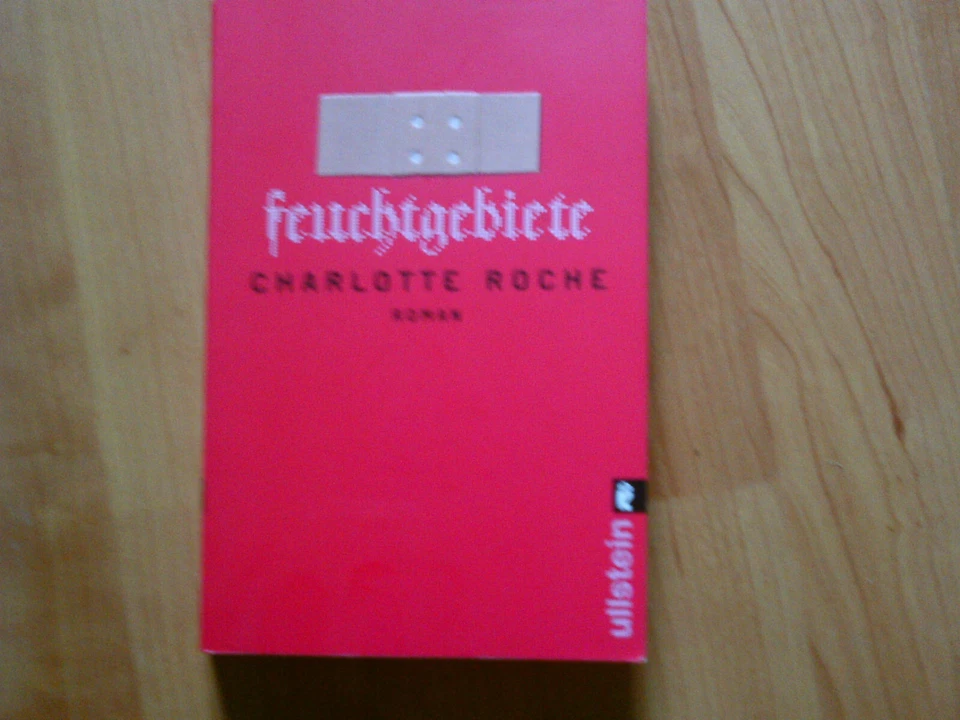 feuchtgebiete
CHARLOTTE ROCHE
ROMAN
ullstein